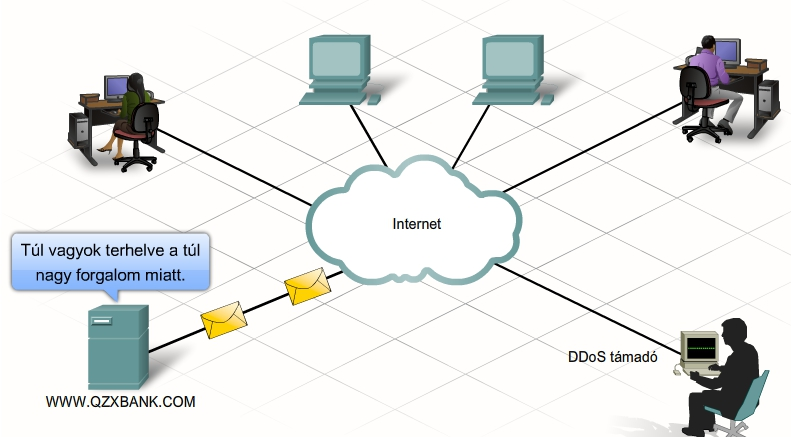 Internet
Túl vagyok terhelve a túl
nagy forgalom miatt.
DDoS támadó
WWW.QZXBANK.COM